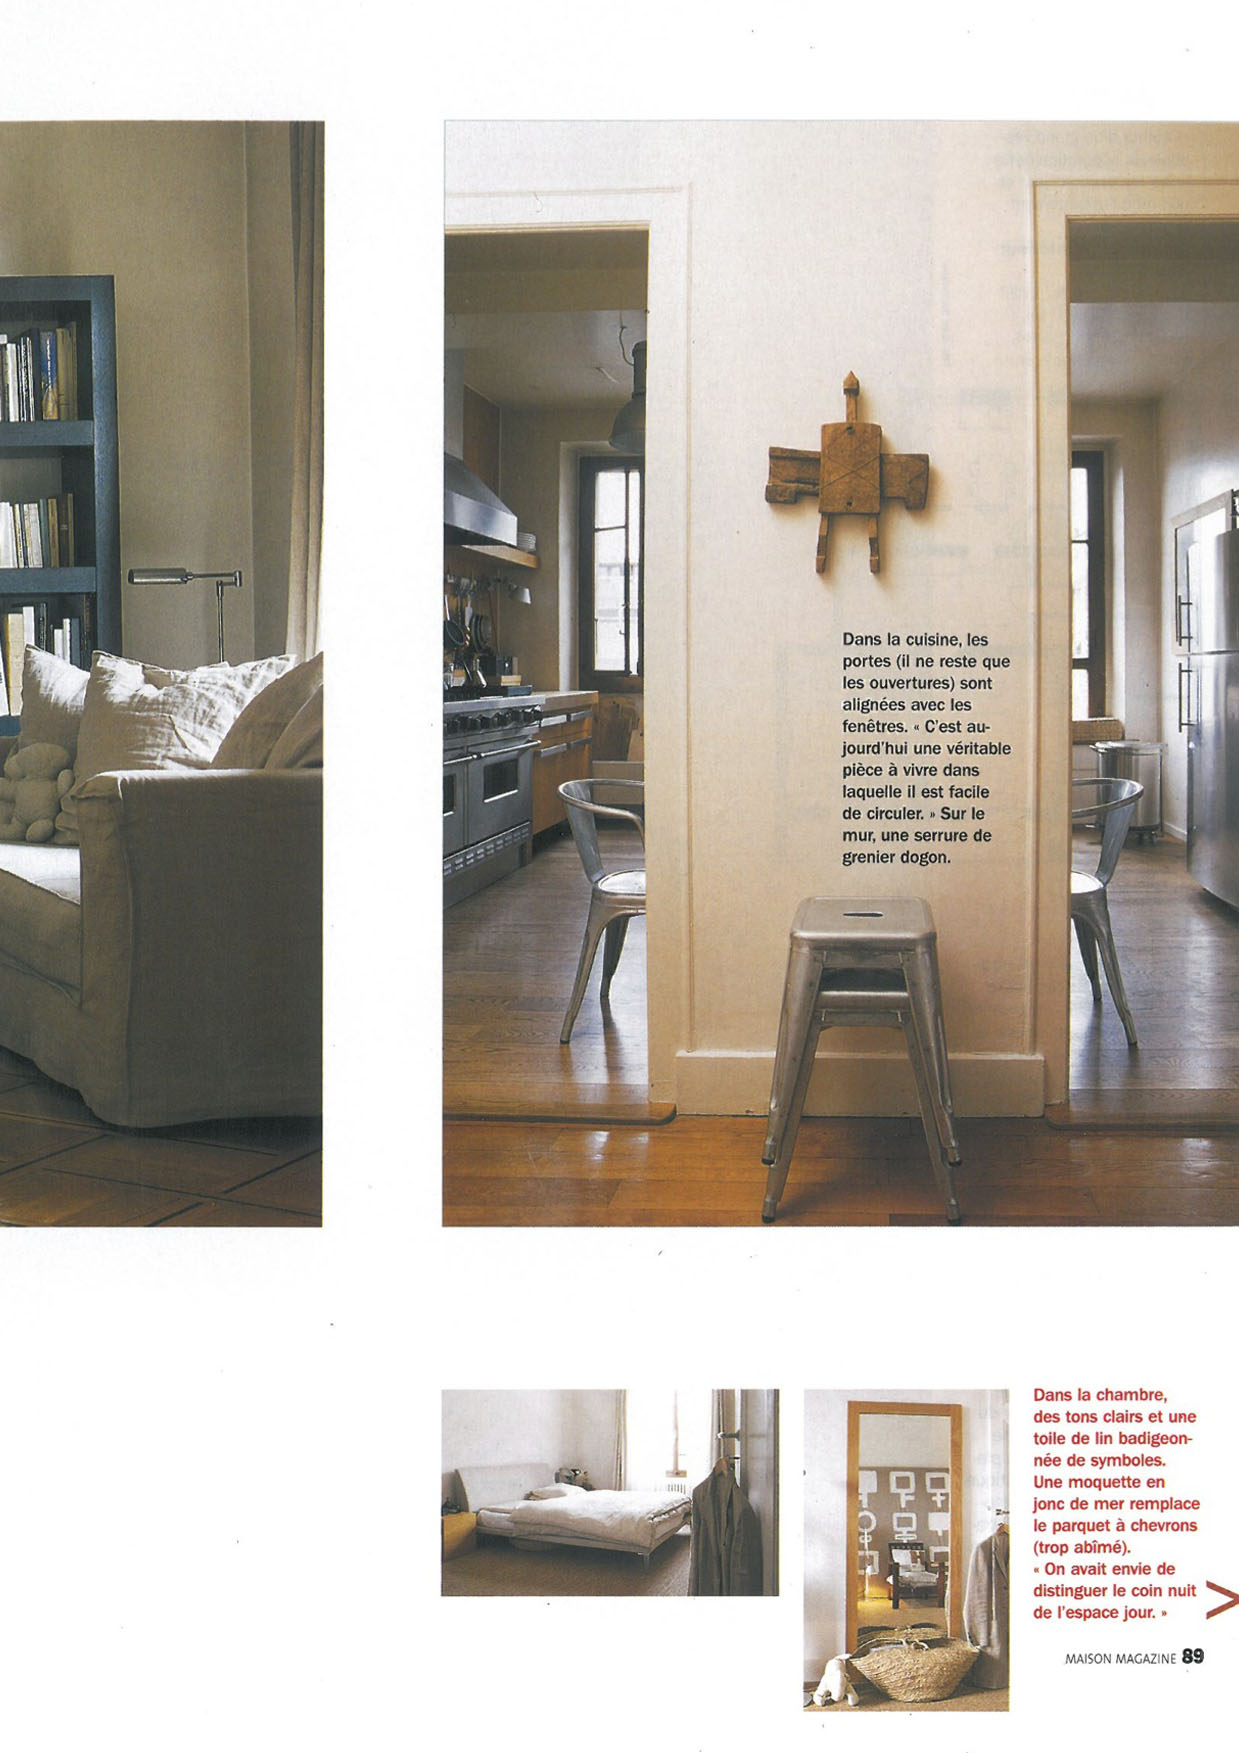 Dans la cuisine, les
portes (il ne reste que
les ouvertures) sont
alignées avec les
fenêtres. « C'est au-
jourd'hui une véritable
pièce à vivre dans
laquelle il est facile
de circuler. » Sur le
mur, une serrure de
grenier dogon.
Dans la chambre,
des tons clairs et une
toile de lin badigeon-
née de symboles.
Une moquette en
jonc de mer remplace
le parquet à chevrons
(trop abîmé).
« On avait envie de
distinguer le coin nuit
de l'espace jour. »
MAISON MAGAZINE 89